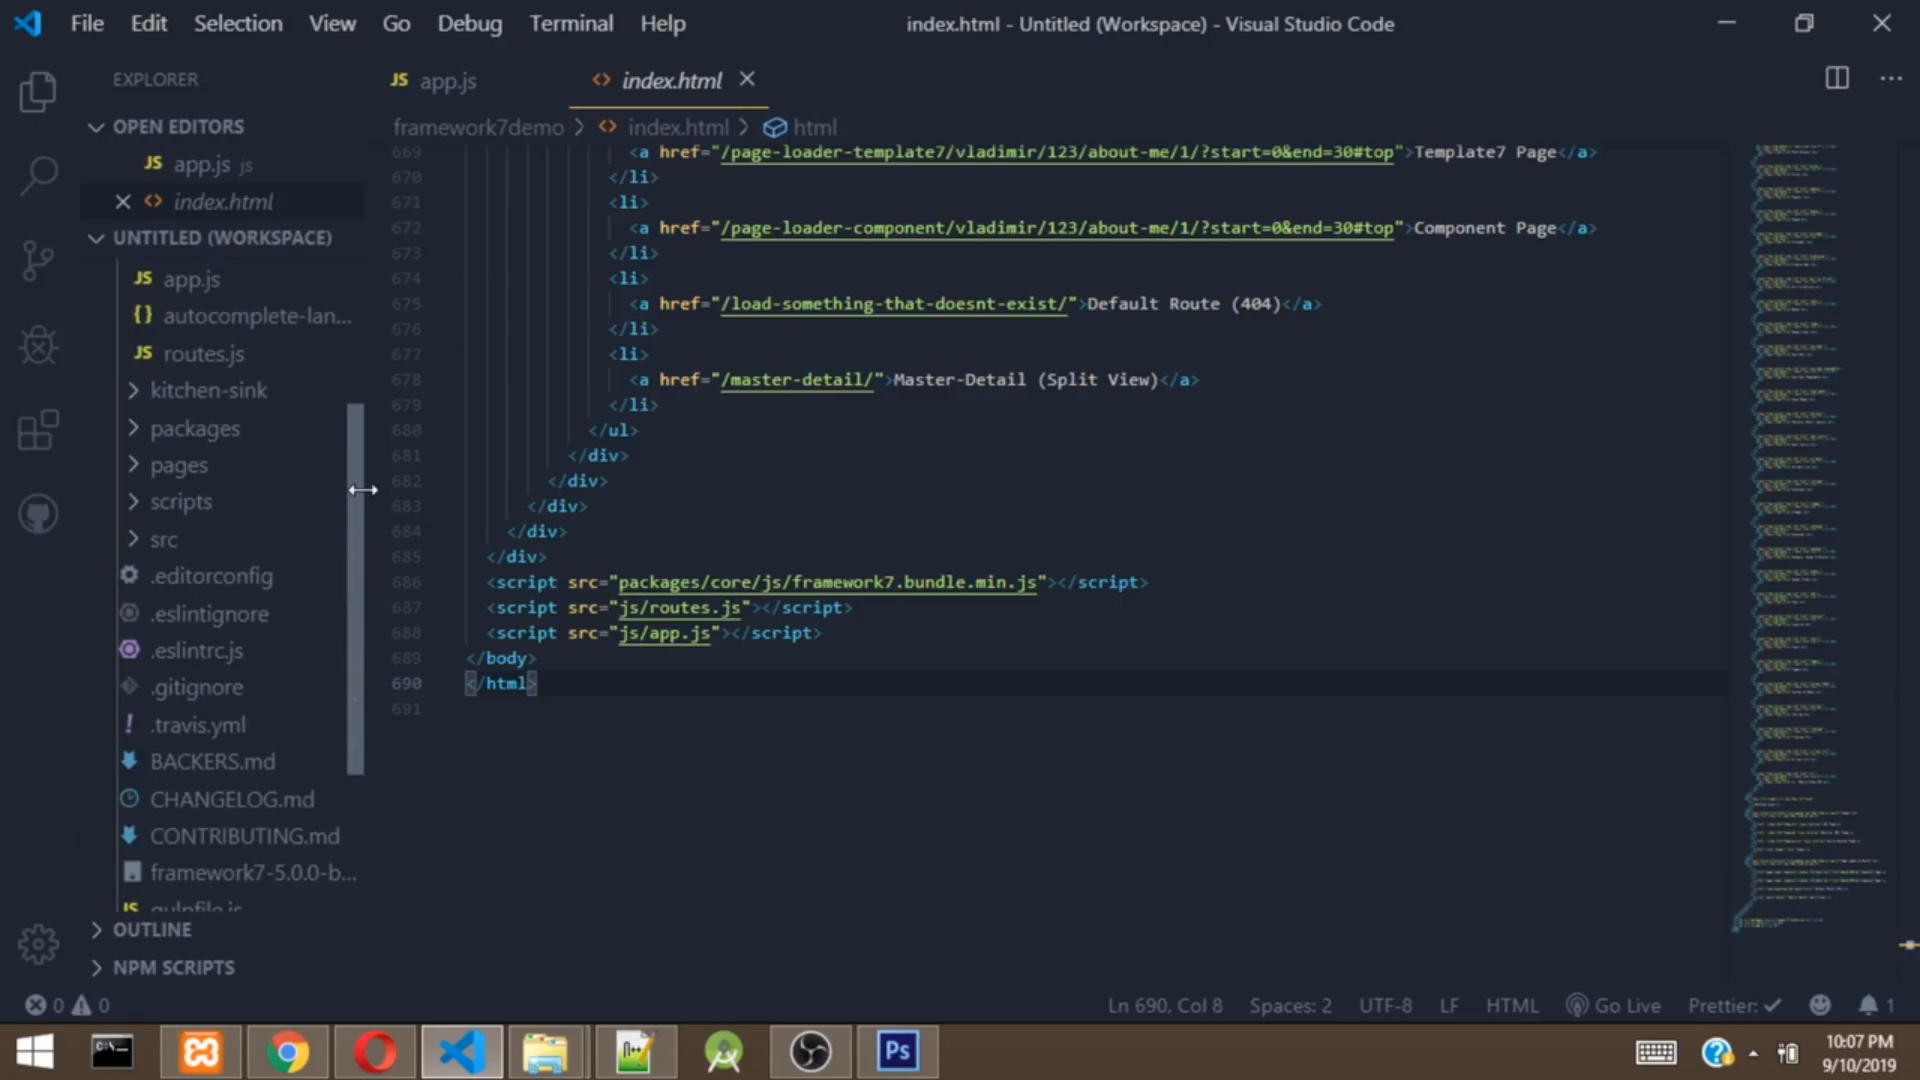 File Edit Selection View Go Debug Terminal Help
index.html - Untitled (Workspace) - Visual Studio Code
EXPLORER
OPEN EDITORS
JS app.js js
<> index.html
UNTITLED (WORKSPACE)
JS app.js
{} autocomplete-lan...
JS routes.js
kitchen-sink
packages
pages
scripts
src
.editorconfig
.eslintignore
.eslintrc.js
.gitignore
! .travis.yml
BACKERS.md
CHANGELOG.md
CONTRIBUTING.md
framework7-5.0.0-b...
JS gulpfile.js
OUTLINE
NPM SCRIPTS
JS app.js
<> index.html
framework7demo > <> index.html > html
669 <a href="/page-loader-template7/vladimir/123/about-me/1/?start=0&end=30#top">Template7 Page</a>
670 </li>
671 <li>
672 <a href="/page-loader-component/vladimir/123/about-me/1/?start=0&end=30#top">Component Page</a>
673 </li>
674 <li>
675 <a href="/load-something-that-doesnt-exist/">Default Route (404)</a>
676 </li>
677 <li>
678 <a href="/master-detail/">Master-Detail (Split View)</a>
679 </li>
680 </ul>
681 </div>
682 </div>
683 </div>
684 </div>
685 </div>
686 <script src="packages/core/js/framework7.bundle.min.js"></script>
687 <script src="js/routes.js"></script>
688 <script src="js/app.js"></script>
689 </body>
690 </html>
691
0 0
Ln 690, Col 8 Spaces: 2 UTF-8 LF HTML Go Live Prettier: ✓ 1
C:\_
n++
Ps
10:07 PM
9/10/2019